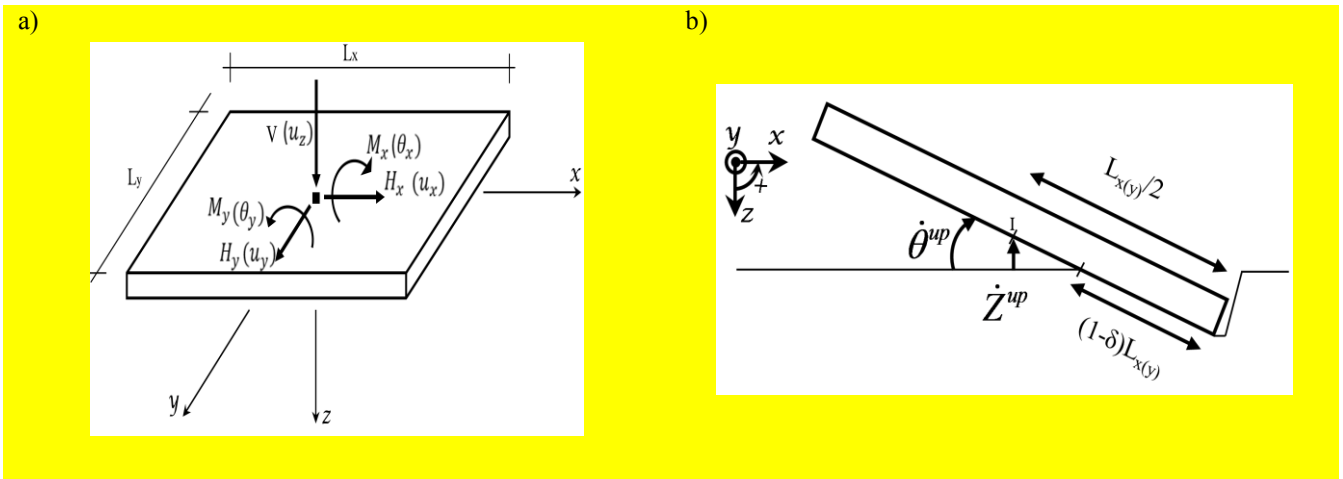 a)
b)
Lx
Ly
V (uz)
Mx(θx)
Hx (ux)
My(θy)
Hy(uy)
x
y
z
y
x
+
z
Lx(y)/2
I
θ̇up
Żup
(1-δ)Lx(y)